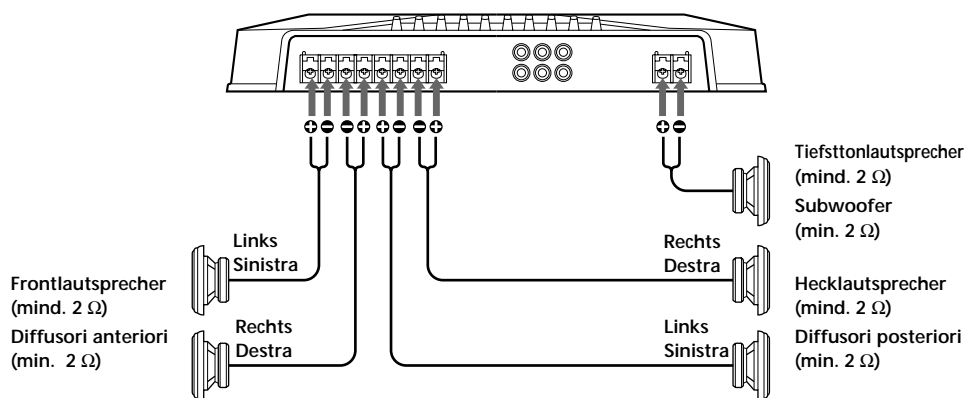 ⊕ ⊖ ⊖ ⊕ ⊕ ⊖ ⊖ ⊕ ⊕ ⊖
Tiefsttonlautsprecher
(mind. 2 Ω)
Subwoofer
(min. 2 Ω)
Links
Sinistra
Frontlautsprecher
(mind. 2 Ω)
Diffusori anteriori
(min. 2 Ω)
Rechts
Destra
Rechts
Destra
Hecklautsprecher
(mind. 2 Ω)
Diffusori posteriori
(min. 2 Ω)
Links
Sinistra